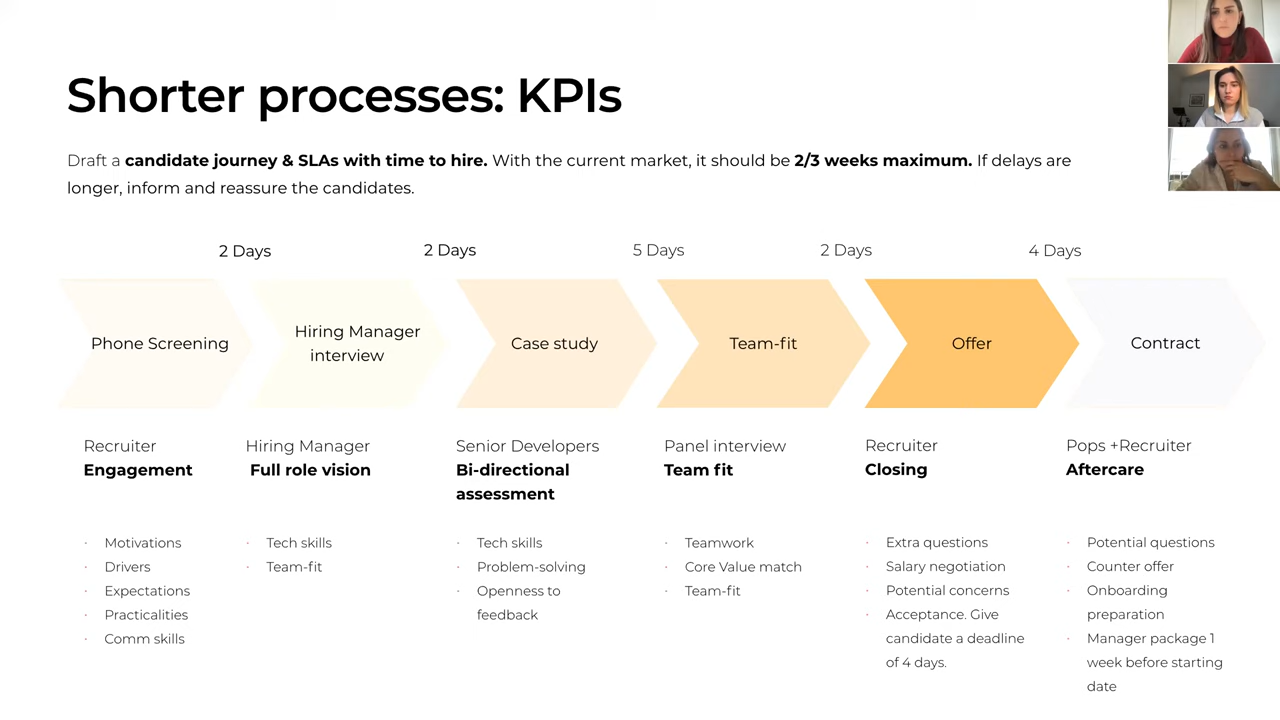 Shorter processes: KPIs
Draft a candidate journey & SLAs with time to hire. With the current market, it should be 2/3 weeks maximum. If delays are
longer, inform and reassure the candidates.
2 Days
2 Days
5 Days
2 Days
4 Days
Phone Screening
Hiring Manager
interview
Case study
Team-fit
Offer
Contract
Recruiter
Engagement
· Motivations
· Drivers
· Expectations
· Practicalities
· Comm skills
Hiring Manager
Full role vision
· Tech skills
· Team-fit
Senior Developers
Bi-directional
assessment
· Tech skills
· Problem-solving
· Openness to
feedback
Panel interview
Team fit
· Teamwork
· Core Value match
· Team-fit
Recruiter
Closing
· Extra questions
· Salary negotiation
· Potential concerns
· Acceptance. Give
candidate a deadline
of 4 days.
Pops +Recruiter
Aftercare
· Potential questions
· Counter offer
· Onboarding
preparation
· Manager package 1
week before starting
date